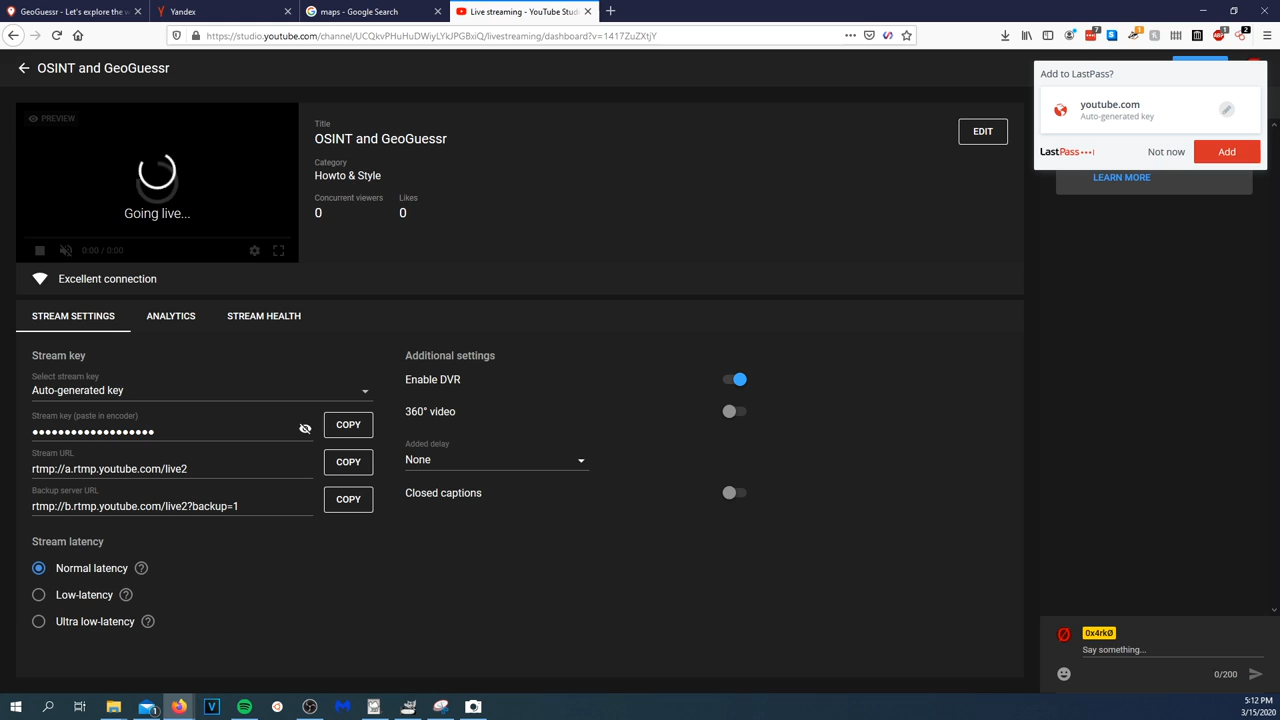 GeoGuessr - Let's explore the w
Yandex
maps - Google Search
Live streaming - YouTube Stud
https://studio.youtube.com/channel/UCQkvPHuHuDWiyLYkJPGBxiQ/livestreaming/dashboard?v=1417ZuZXtjY
OSINT and GeoGuessr
Add to LastPass?
youtube.com
Auto-generated key
LastPass
Not now
Add
LEARN MORE
PREVIEW
Going live...
0:00 / 0:00
Title
OSINT and GeoGuessr
EDIT
Category
Howto & Style
Concurrent viewers
Likes
0
0
Excellent connection
STREAM SETTINGS
ANALYTICS
STREAM HEALTH
Stream key
Select stream key
Auto-generated key
Stream key (paste in encoder)
•••••••••••••••••••
COPY
Stream URL
rtmp://a.rtmp.youtube.com/live2
COPY
Backup server URL
rtmp://b.rtmp.youtube.com/live2?backup=1
COPY
Stream latency
Normal latency
Low-latency
Ultra low-latency
Additional settings
Enable DVR
360° video
Added delay
None
Closed captions
0x4rkØ
Say something...
0/200
5:12 PM
3/15/2020